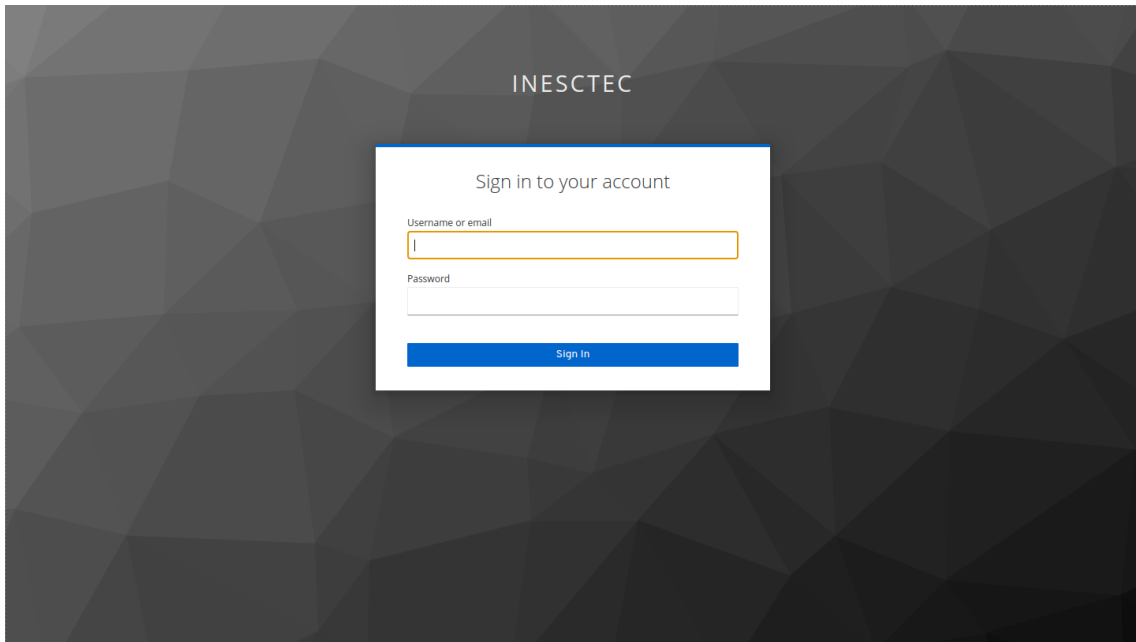 INESCTEC
Sign in to your account
Username or email
Password
Sign In